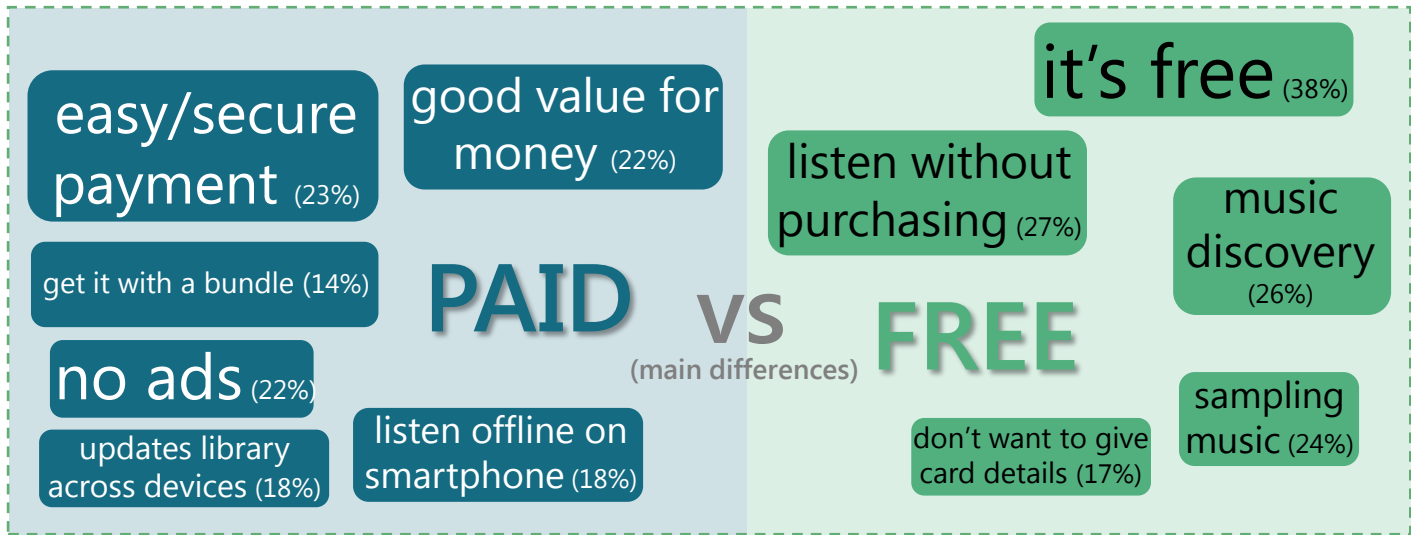 easy/secure
payment (23%)
good value for
money (22%)
get it with a bundle (14%)
no ads (22%)
updates library
across devices (18%)
listen offline on
smartphone (18%)
PAID
VS
(main differences)
FREE
it’s free (38%)
listen without
purchasing (27%)
music
discovery
(26%)
sampling
music (24%)
don’t want to give
card details (17%)